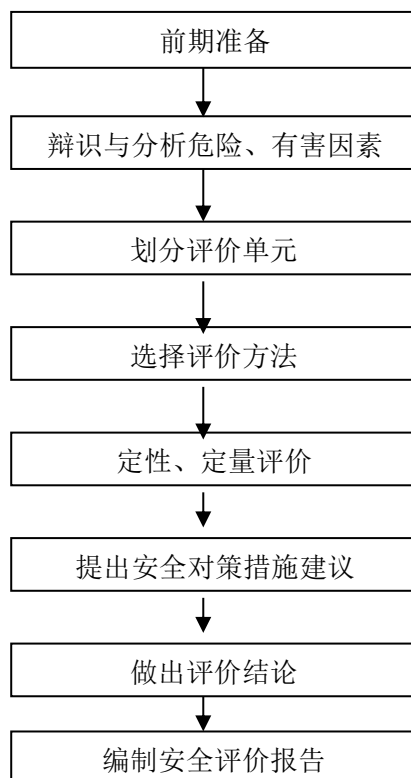 前期准备
辩识与分析危险、有害因素
划分评价单元
选择评价方法
定性、定量评价
提出安全对策措施建议
做出评价结论
编制安全评价报告